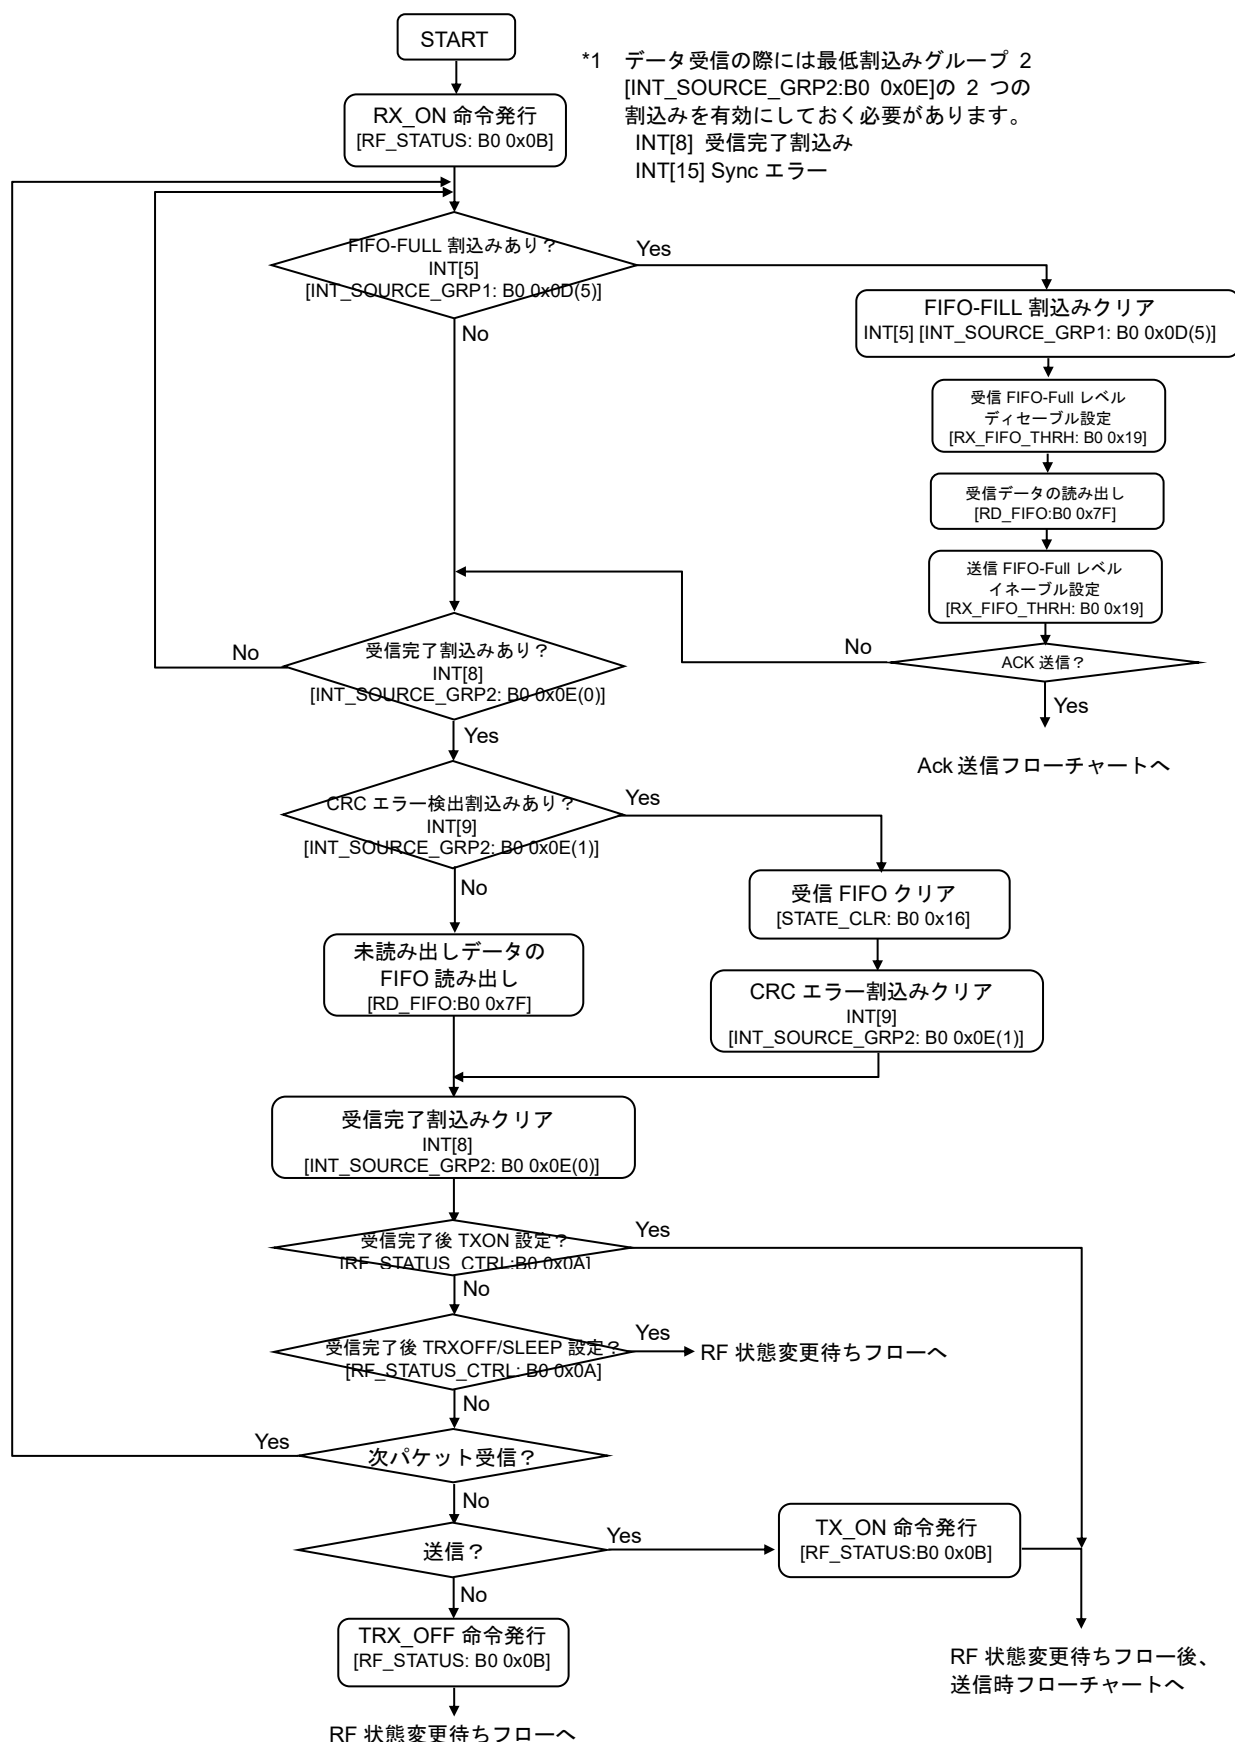 START
*1 データ受信の際には最低割込みグループ 2
[INT_SOURCE_GRP2:B0 0x0E]の 2 つの
割込みを有効にしておく必要があります。
INT[8] 受信完了割込み
INT[15] Sync エラー
RX_ON 命令発行
[RF_STATUS: B0 0x0B]
FIFO-FULL 割込みあり?
INT[5]
[INT_SOURCE_GRP1: B0 0x0D(5)]
Yes
No
FIFO-FILL 割込みクリア
INT[5] [INT_SOURCE_GRP1: B0 0x0D(5)]
受信 FIFO-Full レベル
ディセーブル設定
[RX_FIFO_THRH: B0 0x19]
受信データの読み出し
[RD_FIFO:B0 0x7F]
送信 FIFO-Full レベル
イネーブル設定
[RX_FIFO_THRH: B0 0x19]
ACK 送信?
No
Yes
Ack 送信フローチャートへ
受信完了割込みあり?
INT[8]
[INT_SOURCE_GRP2: B0 0x0E(0)]
No
Yes
CRC エラー検出割込みあり?
INT[9]
[INT_SOURCE_GRP2: B0 0x0E(1)]
Yes
No
受信 FIFO クリア
[STATE_CLR: B0 0x16]
未読み出しデータの
FIFO 読み出し
[RD_FIFO:B0 0x7F]
CRC エラー割込みクリア
INT[9]
[INT_SOURCE_GRP2: B0 0x0E(1)]
受信完了割込みクリア
INT[8]
[INT_SOURCE_GRP2: B0 0x0E(0)]
受信完了後 TXON 設定?
[RF_STATUS_CTRL:B0 0x0A]
Yes
No
受信完了後 TRXOFF/SLEEP 設定?
[RF_STATUS_CTRL: B0 0x0A]
Yes
RF 状態変更待ちフローへ
No
次パケット受信?
Yes
No
送信?
Yes
TX_ON 命令発行
[RF_STATUS:B0 0x0B]
No
TRX_OFF 命令発行
[RF_STATUS: B0 0x0B]
RF 状態変更待ちフロー後、
送信時フローチャートへ
RF 状態変更待ちフローへ